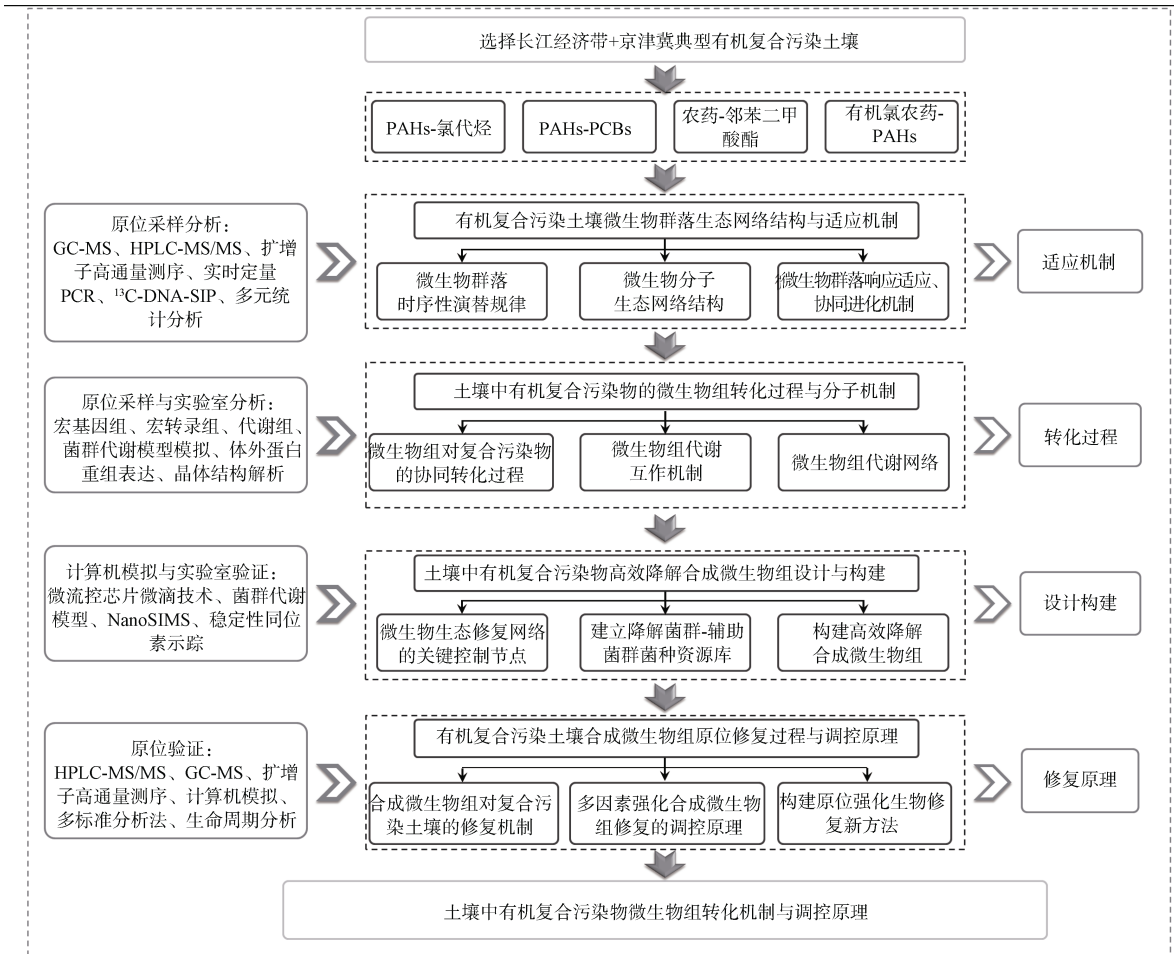 选择长江经济带+京津冀典型有机复合污染土壤
PAHs-氯代烃
PAHs-PCBs
农药-邻苯二甲
酸酯
有机氯农药-
PAHs
原位采样分析：
GC-MS、HPLC-MS/MS、扩增
子高通量测序、实时定量
PCR、¹³C-DNA-SIP、多元统
计分析
有机复合污染土壤微生物群落生态网络结构与适应机制
微生物群落
时序性演替规律
微生物分子
生态网络结构
微生物群落响应适应、
协同进化机制
适应机制
原位采样与实验室分析：
宏基因组、宏转录组、代谢组、
菌群代谢模型模拟、体外蛋白
重组表达、晶体结构解析
土壤中有机复合污染物的微生物组转化过程与分子机制
微生物组对复合污染物
的协同转化过程
微生物组代谢
互作机制
微生物组代谢网络
转化过程
计算机模拟与实验室验证：
微流控芯片微滴技术、菌群代谢
模型、NanoSIMS、稳定性同位
素示踪
土壤中有机复合污染物高效降解合成微生物组设计与构建
微生物生态修复网络
的关键控制节点
建立降解菌群-辅助
菌群菌种资源库
构建高效降解
合成微生物组
设计构建
原位验证：
HPLC-MS/MS、GC-MS、扩增
子高通量测序、计算机模拟、
多标准分析法、生命周期分析
有机复合污染土壤合成微生物组原位修复过程与调控原理
合成微生物组对复合污
染土壤的修复机制
多因素强化合成微生物
组修复的调控原理
构建原位强化生物修
复新方法
修复原理
土壤中有机复合污染物微生物组转化机制与调控原理